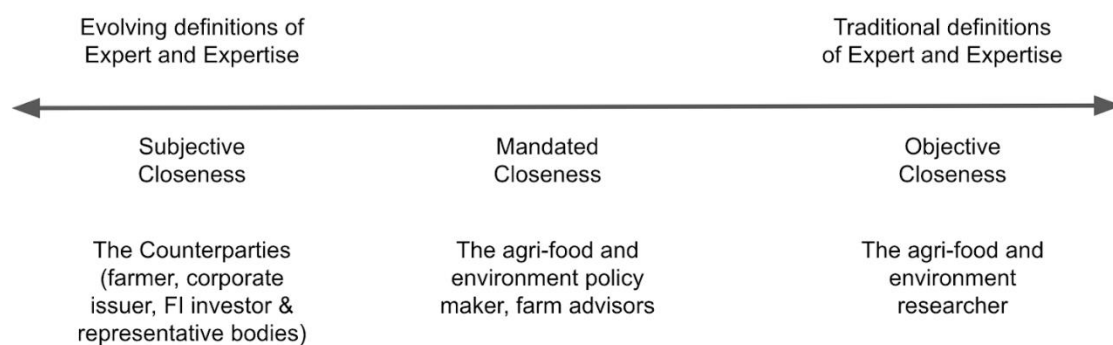 Evolving definitions of
Expert and Expertise
Traditional definitions
of Expert and Expertise
Subjective
Closeness
Mandated
Closeness
Objective
Closeness
The Counterparties
(farmer, corporate
issuer, FI investor &
representative bodies)
The agri-food and
environment policy
maker, farm advisors
The agri-food and
environment
researcher